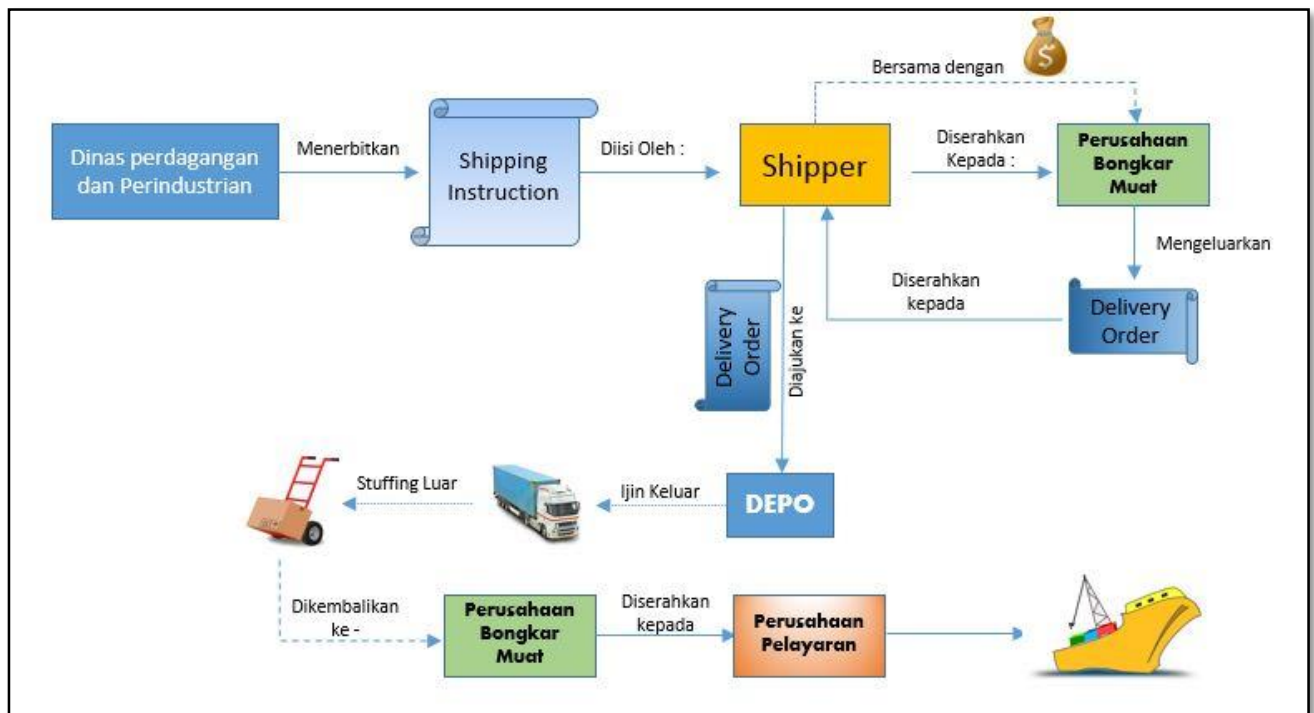 Bersama dengan
Dinas perdagangan
dan Perindustrian
Menerbitkan
Shipping
Instruction
Diisi Oleh :
Shipper
Diserahkan
Kepada :
Perusahaan
Bongkar
Muat
Mengeluarkan
Delivery
Order
Diserahkan
kepada
Delivery
Order
Diajukan ke
DEPO
Ijin Keluar
Stuffing Luar
Dikembalikan
ke -
Perusahaan
Bongkar
Muat
Diserahkan
kepada
Perusahaan
Pelayaran